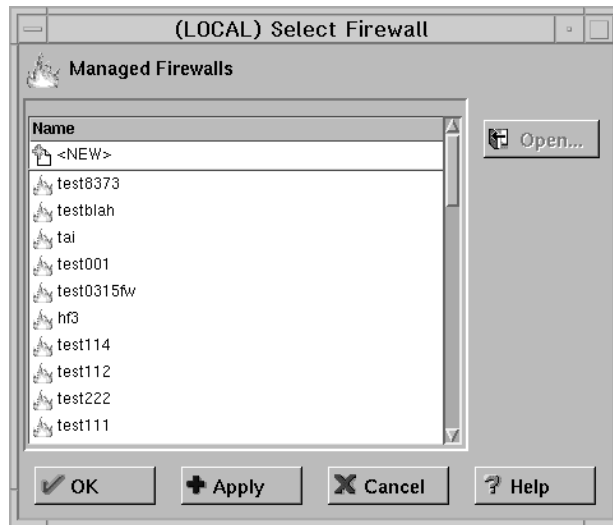 (LOCAL) Select Firewall
Managed Firewalls
Name
<NEW>
test8373
testblah
tai
test001
test0315fw
hf3
test114
test112
test222
test111
Open...
OK
Apply
Cancel
Help